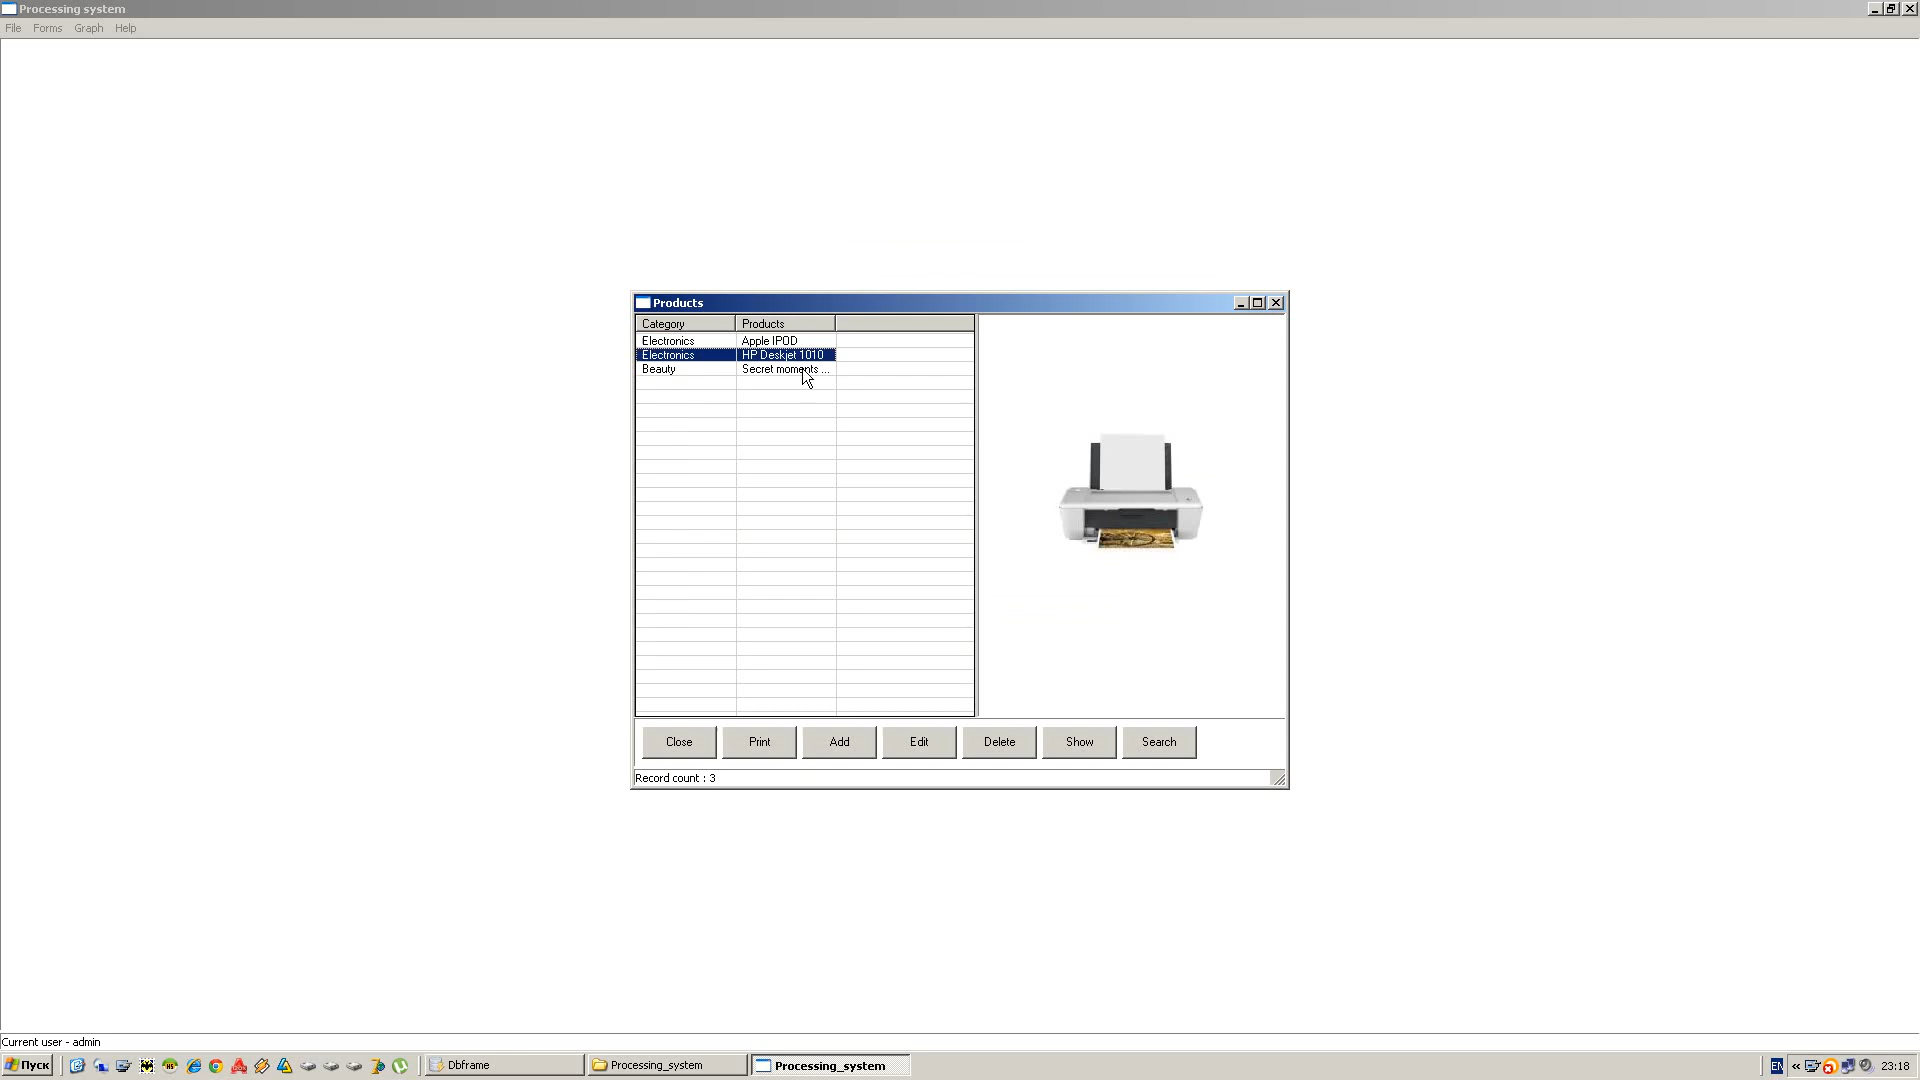 Processing system
File Forms Graph Help
Products
Category Products
Electronics Apple IPOD
Electronics HP Deskjet 1010
Beauty Secret moments ...
Close Print Add Edit Delete Show Search
Record count : 3
Current user - admin
Пуск Dbframe Processing_system Processing_system EN « 23:18